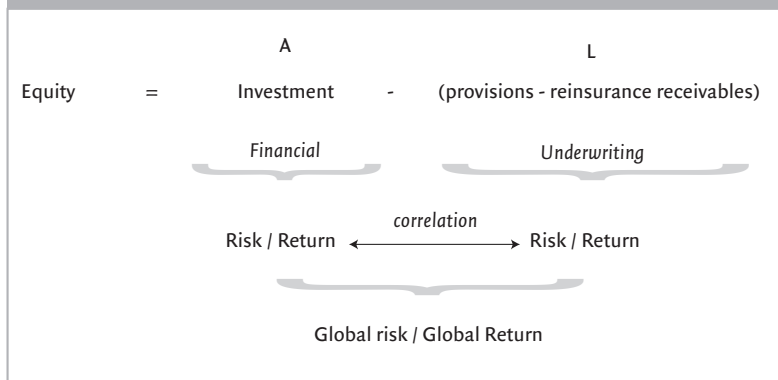 A L
Equity = Investment - (provisions - reinsurance receivables)
Financial Underwriting
correlation
Risk / Return Risk / Return
Global risk / Global Return